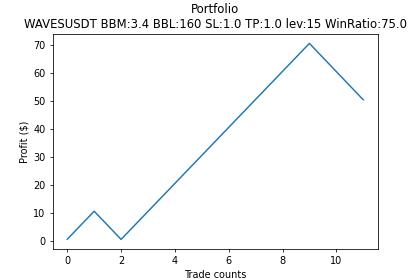 Portfolio
WAVESUSDT BBM:3.4 BBL:160 SL:1.0 TP:1.0 lev:15 WinRatio:75.0
Profit ($)
70
60
50
40
30
20
10
0
0 2 4 6 8 10
Trade counts